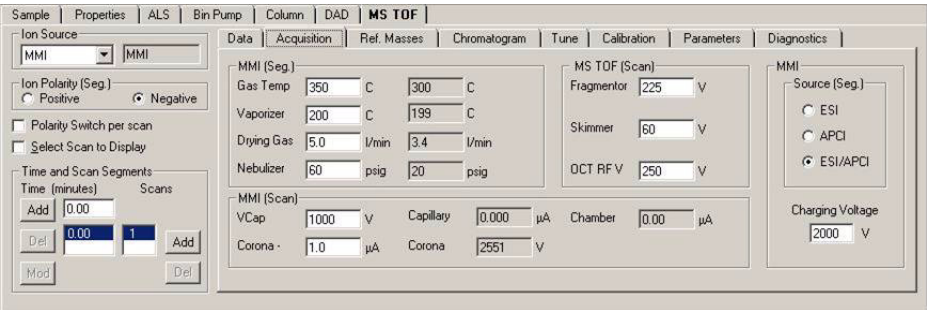 Sample Properties ALS Bin Pump Column DAD MS TOF
Ion Source
MMI MMI
Ion Polarity (Seg.)
Positive Negative
Polarity Switch per scan
Select Scan to Display
Time and Scan Segments
Time (minutes) Scans
Add 0.00
Del 0.00 1 Add
Mod Del
Data Acquisition Ref. Masses Chromatogram Tune Calibration Parameters Diagnostics
MMI (Seg.)
Gas Temp 350 C 300 C
Vaporizer 200 C 199 C
Drying Gas 5.0 l/min 3.4 l/min
Nebulizer 60 psig 20 psig
MS TOF (Scan)
Fragmentor 225 V
Skimmer 60 V
OCT RF V 250 V
MMI (Scan)
VCap 1000 V Capillary 0.000 µA Chamber 0.00 µA
Corona - 1.0 µA Corona 2551 V
MMI
Source (Seg.)
ESI
APCI
ESI/APCI
Charging Voltage
2000 V